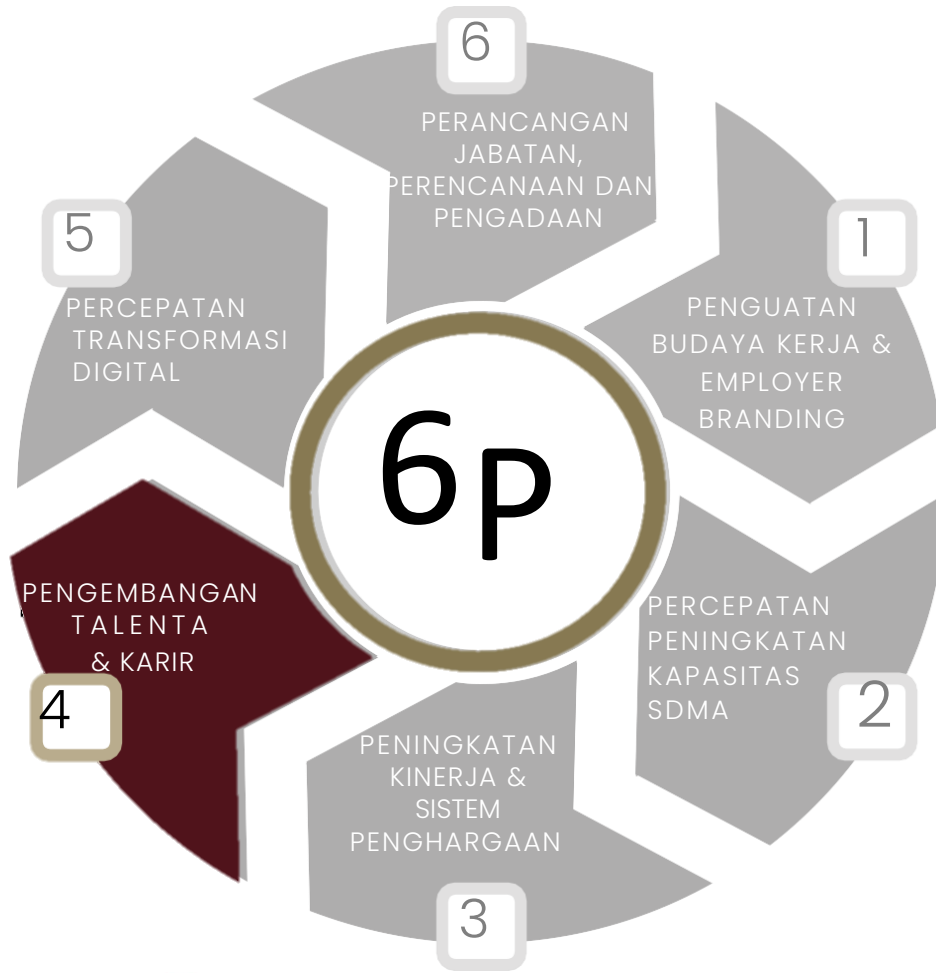 6
PERANCANGAN
JABATAN,
PERENCANAAN DAN
PENGADAAN
1
PENGUATAN
BUDAYA KERJA &
EMPLOYER
BRANDING
2
PERCEPATAN
PENINGKATAN
KAPASITAS
SDMA
3
PENINGKATAN
KINERJA &
SISTEM
PENGHARGAAN
4
PENGEMBANGAN
TALENTA
& KARIR
5
PERCEPATAN
TRANSFORMASI
DIGITAL
6P